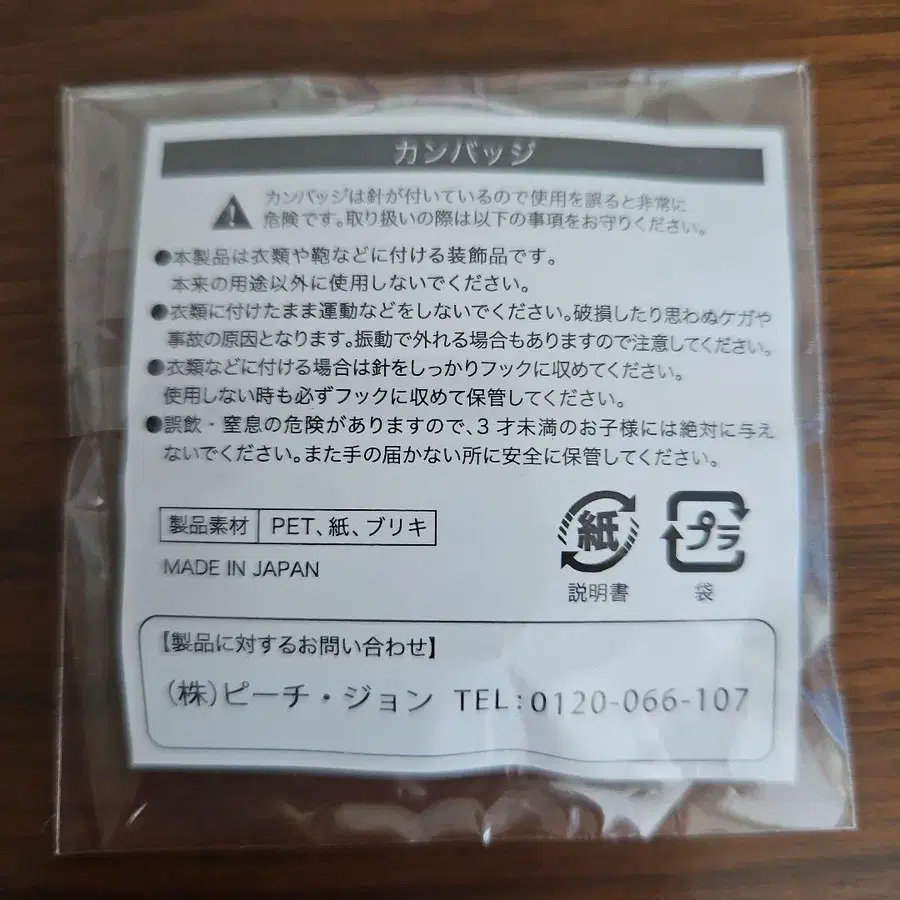 カンバッジ
カンバッジは針が付いているので使用を誤ると非常に
危険です。取り扱いの際は以下の事項をお守りください。
●本製品は衣類や鞄などに付ける装飾品です。
本来の用途以外に使用しないでください。
●衣類に付けたまま運動などをしないでください。破損したり思わぬケガや
事故の原因となります。振動で外れる場合もありますので注意してください。
●衣類などに付ける場合は針をしっかりフックに収めてください。
使用しない時も必ずフックに収めて保管してください。
●誤飲・窒息の危険がありますので、3才未満のお子様には絶対に与え
ないでください。また手の届かない所に安全に保管してください。
製品素材 PET、紙、ブリキ
MADE IN JAPAN
紙 プラ
説明書 袋
【製品に対するお問い合わせ】
(株)ピーチ・ジョン TEL:0120-066-107